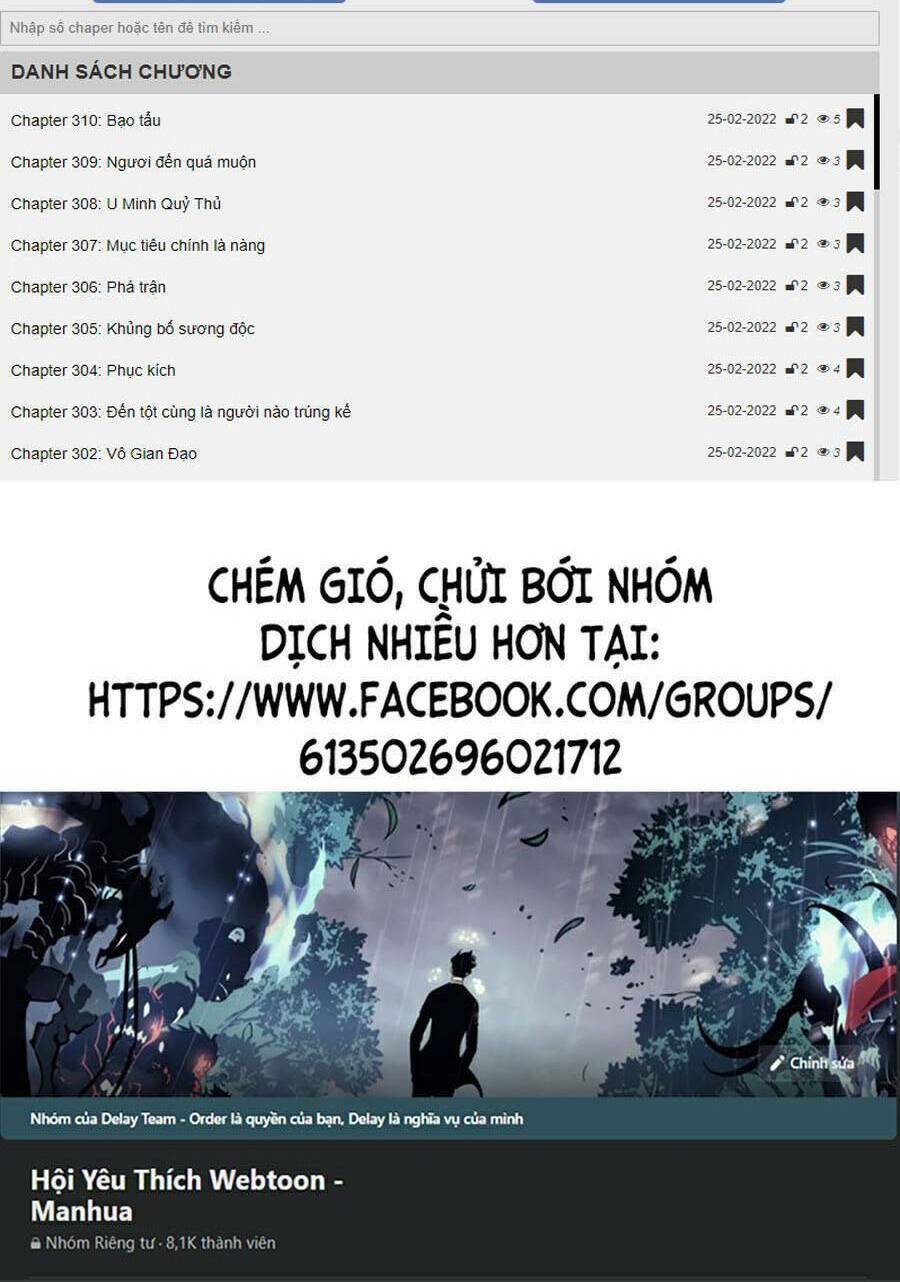 Nhập số chaper hoặc tên để tìm kiếm ...
DANH SÁCH CHƯƠNG
Chapter 310: Bạo tẩu 25-02-2022 2 5
Chapter 309: Ngươi đến quá muộn 25-02-2022 2 3
Chapter 308: U Minh Quỷ Thủ 25-02-2022 2 3
Chapter 307: Mục tiêu chính là nàng 25-02-2022 2 3
Chapter 306: Phá trận 25-02-2022 2 3
Chapter 305: Khủng bố sương độc 25-02-2022 2 3
Chapter 304: Phục kích 25-02-2022 2 4
Chapter 303: Đến tột cùng là người nào trúng kế 25-02-2022 2 4
Chapter 302: Vô Gian Đạo 25-02-2022 2 3
CHÉM GIÓ, CHỬI BỚI NHÓM
DỊCH NHIỀU HƠN TẠI:
HTTPS://WWW.FACEBOOK.COM/GROUPS/
613502696021712
Chỉnh sửa
Nhóm của Delay Team - Order là quyền của bạn, Delay là nghĩa vụ của mình
Hội Yêu Thích Webtoon -
Manhua
Nhóm Riêng tư · 8,1K thành viên